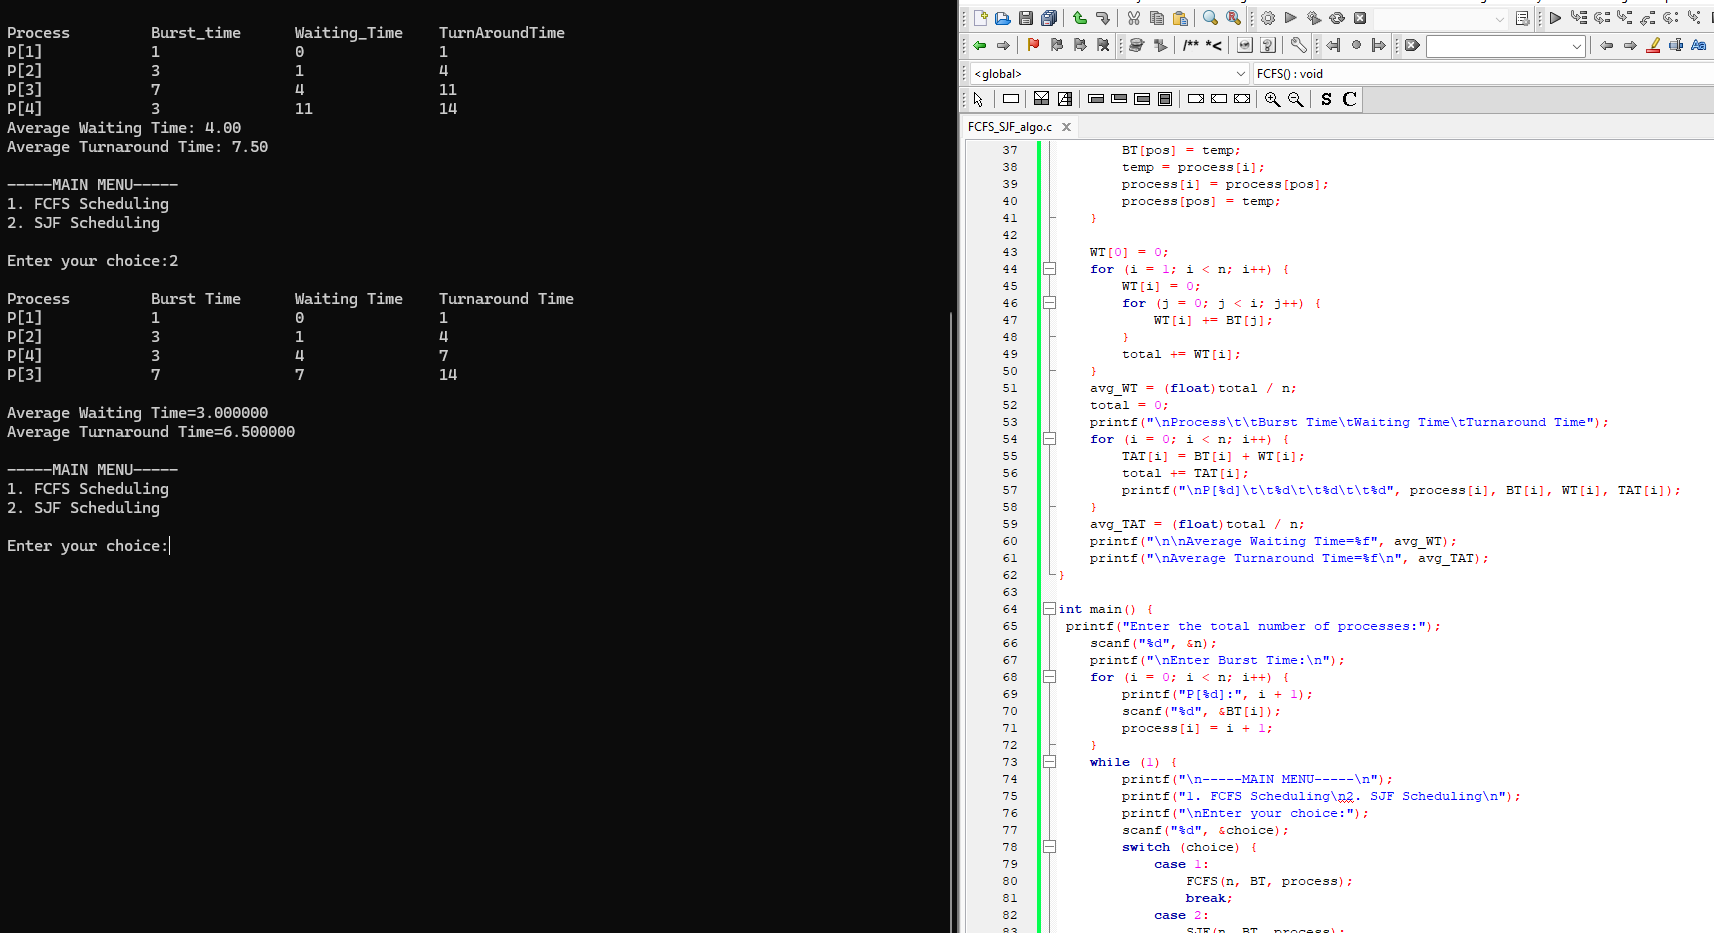 Process Burst_time Waiting_Time TurnAroundTime
P[1] 1 0 1
P[2] 3 1 4
P[3] 7 4 11
P[4] 3 11 14
Average Waiting Time: 4.00
Average Turnaround Time: 7.50
-----MAIN MENU-----
1. FCFS Scheduling
2. SJF Scheduling
Enter your choice:2
Process Burst Time Waiting Time Turnaround Time
P[1] 1 0 1
P[2] 3 1 4
P[4] 3 4 7
P[3] 7 7 14
Average Waiting Time=3.000000
Average Turnaround Time=6.500000
-----MAIN MENU-----
1. FCFS Scheduling
2. SJF Scheduling
Enter your choice:
/** *<
<global> FCFS() : void
S C
FCFS_SJF_algo.c
37 BT[pos] = temp;
38 temp = process[i];
39 process[i] = process[pos];
40 process[pos] = temp;
41 }
42
43 WT[0] = 0;
44 for (i = 1; i < n; i++) {
45 WT[i] = 0;
46 for (j = 0; j < i; j++) {
47 WT[i] += BT[j];
48 }
49 total += WT[i];
50 }
51 avg_WT = (float)total / n;
52 total = 0;
53 printf("\nProcess\t\tBurst Time\tWaiting Time\tTurnaround Time");
54 for (i = 0; i < n; i++) {
55 TAT[i] = BT[i] + WT[i];
56 total += TAT[i];
57 printf("\nP[%d]\t\t%d\t\t%d\t\t%d", process[i], BT[i], WT[i], TAT[i]);
58 }
59 avg_TAT = (float)total / n;
60 printf("\n\nAverage Waiting Time=%f", avg_WT);
61 printf("\nAverage Turnaround Time=%f\n", avg_TAT);
62 }
63
64 int main() {
65 printf("Enter the total number of processes:");
66 scanf("%d", &n);
67 printf("\nEnter Burst Time:\n");
68 for (i = 0; i < n; i++) {
69 printf("P[%d]:", i + 1);
70 scanf("%d", &BT[i]);
71 process[i] = i + 1;
72 }
73 while (1) {
74 printf("\n-----MAIN MENU-----\n");
75 printf("1. FCFS Scheduling\n2. SJF Scheduling\n");
76 printf("\nEnter your choice:");
77 scanf("%d", &choice);
78 switch (choice) {
79 case 1:
80 FCFS(n, BT, process);
81 break;
82 case 2:
83 SJF(n, BT, process);